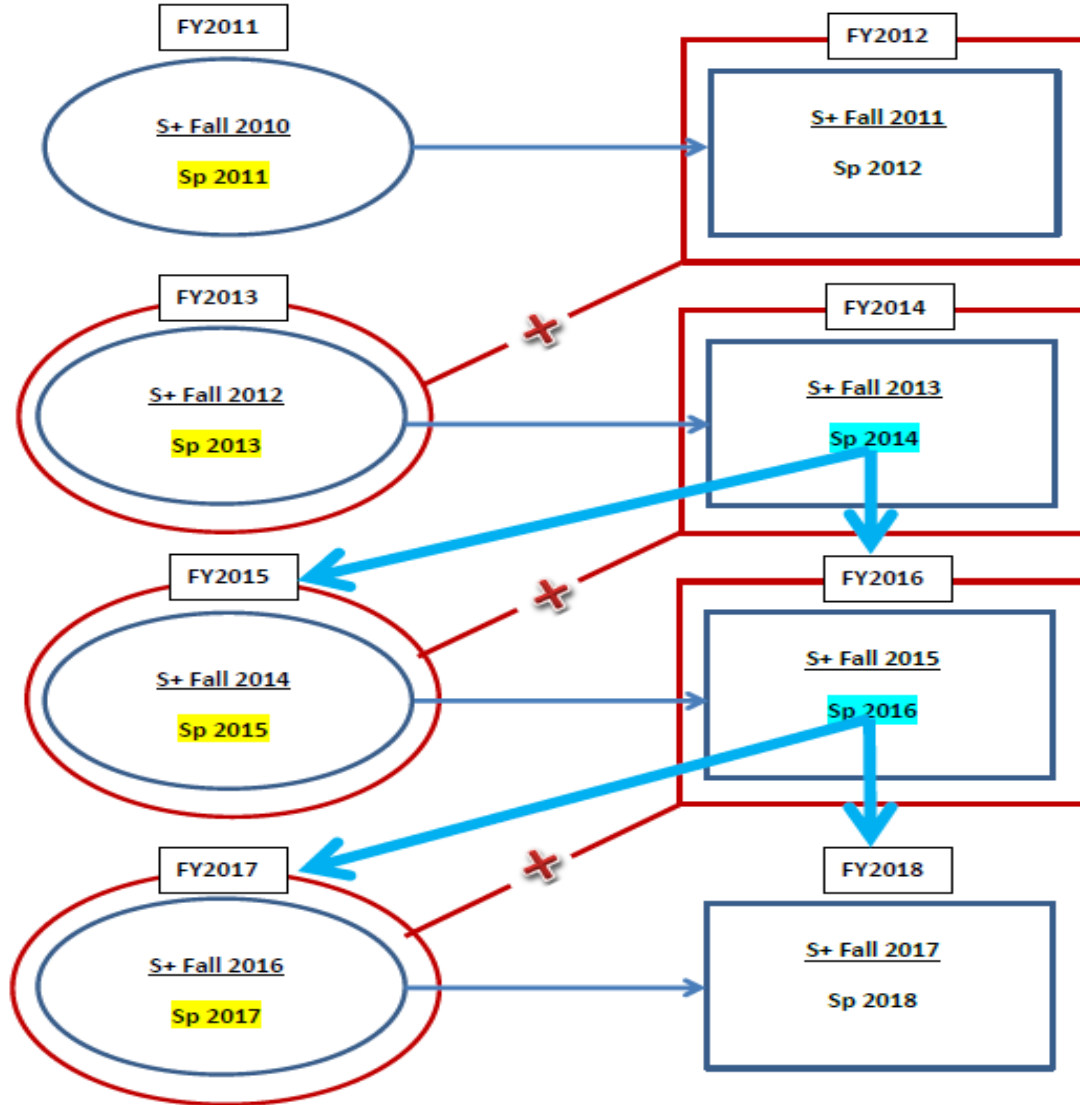 FY2011
S+ Fall 2010
Sp 2011
FY2012
S+ Fall 2011
Sp 2012
FY2013
S+ Fall 2012
Sp 2013
FY2014
S+ Fall 2013
Sp 2014
FY2015
S+ Fall 2014
Sp 2015
FY2016
S+ Fall 2015
Sp 2016
FY2017
S+ Fall 2016
Sp 2017
FY2018
S+ Fall 2017
Sp 2018